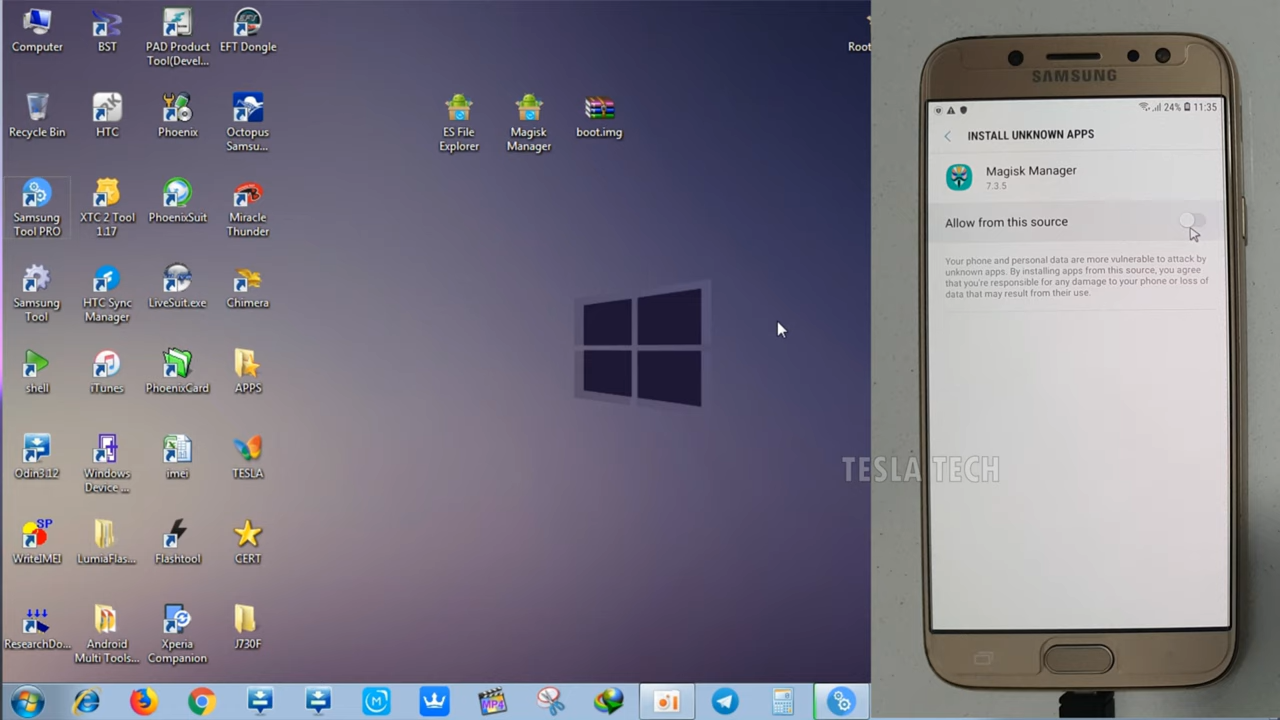 Computer
BST
PAD Product
Tool(Devel...
EFT Dongle
Root
Recycle Bin
HTC
Phoenix
Octopus
Samsu...
ES File
Explorer
Magisk
Manager
boot.img
Samsung
Tool PRO
XTC 2 Tool
1.17
PhoenixSuit
Miracle
Thunder
Samsung
Tool
HTC Sync
Manager
LiveSuit.exe
Chimera
shell
iTunes
PhoenixCard
APPS
Odin3.12
Windows
Device ...
imei
TESLA
SP
WriteIMEI
LumiaFlas...
Flashtool
CERT
ResearchDo...
Android
Multi Tools...
Xperia
Companion
J730F
MP4
SAMSUNG
24% 11:35
INSTALL UNKNOWN APPS
Magisk Manager
7.3.5
Allow from this source
Your phone and personal data are more vulnerable to attack by
unknown apps. By installing apps from this source, you agree
that you're responsible for any damage to your phone or loss of
data that may result from their use.
TESLA TECH